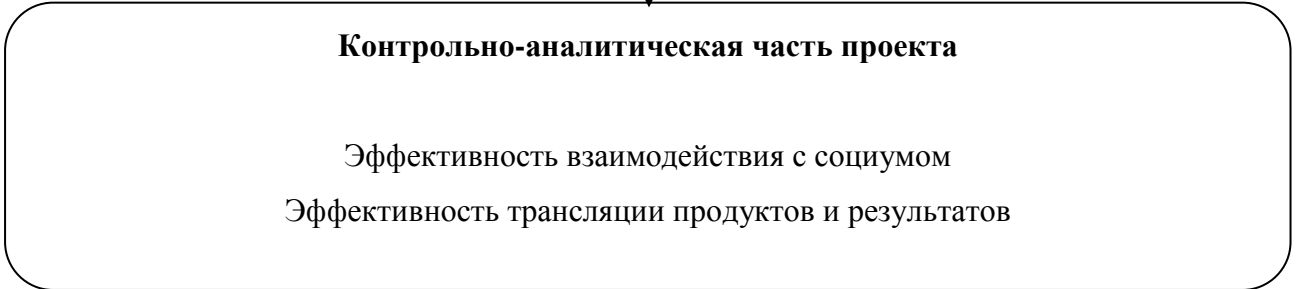 Контрольно-аналитическая часть проекта
Эффективность взаимодействия с социумом
Эффективность трансляции продуктов и результатов